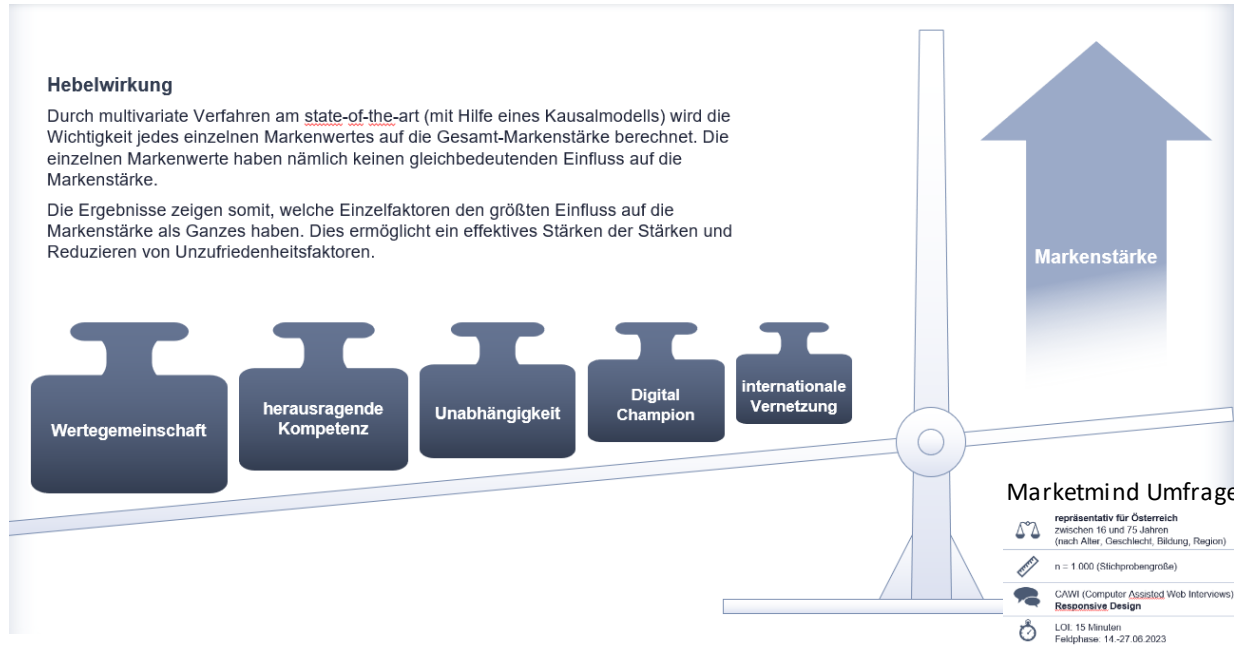 Hebelwirkung
Durch multivariate Verfahren am state-of-the-art (mit Hilfe eines Kausalmodells) wird die
Wichtigkeit jedes einzelnen Markenwertes auf die Gesamt-Markenstärke berechnet. Die
einzelnen Markenwerte haben nämlich keinen gleichbedeutenden Einfluss auf die
Markenstärke.
Die Ergebnisse zeigen somit, welche Einzelfaktoren den größten Einfluss auf die
Markenstärke als Ganzes haben. Dies ermöglicht ein effektives Stärken der Stärken und
Reduzieren von Unzufriedenheitsfaktoren.
Markenstärke
Wertegemeinschaft
herausragende
Kompetenz
Unabhängigkeit
Digital
Champion
internationale
Vernetzung
Marketmind Umfrage
repräsentativ für Österreich
zwischen 16 und 75 Jahren
(nach Alter, Geschlecht, Bildung, Region)
n = 1.000 (Stichprobengröße)
CAWI (Computer Assisted Web Interviews)
Responsive Design
LOI: 15 Minuten
Feldphase: 14.-27.06.2023